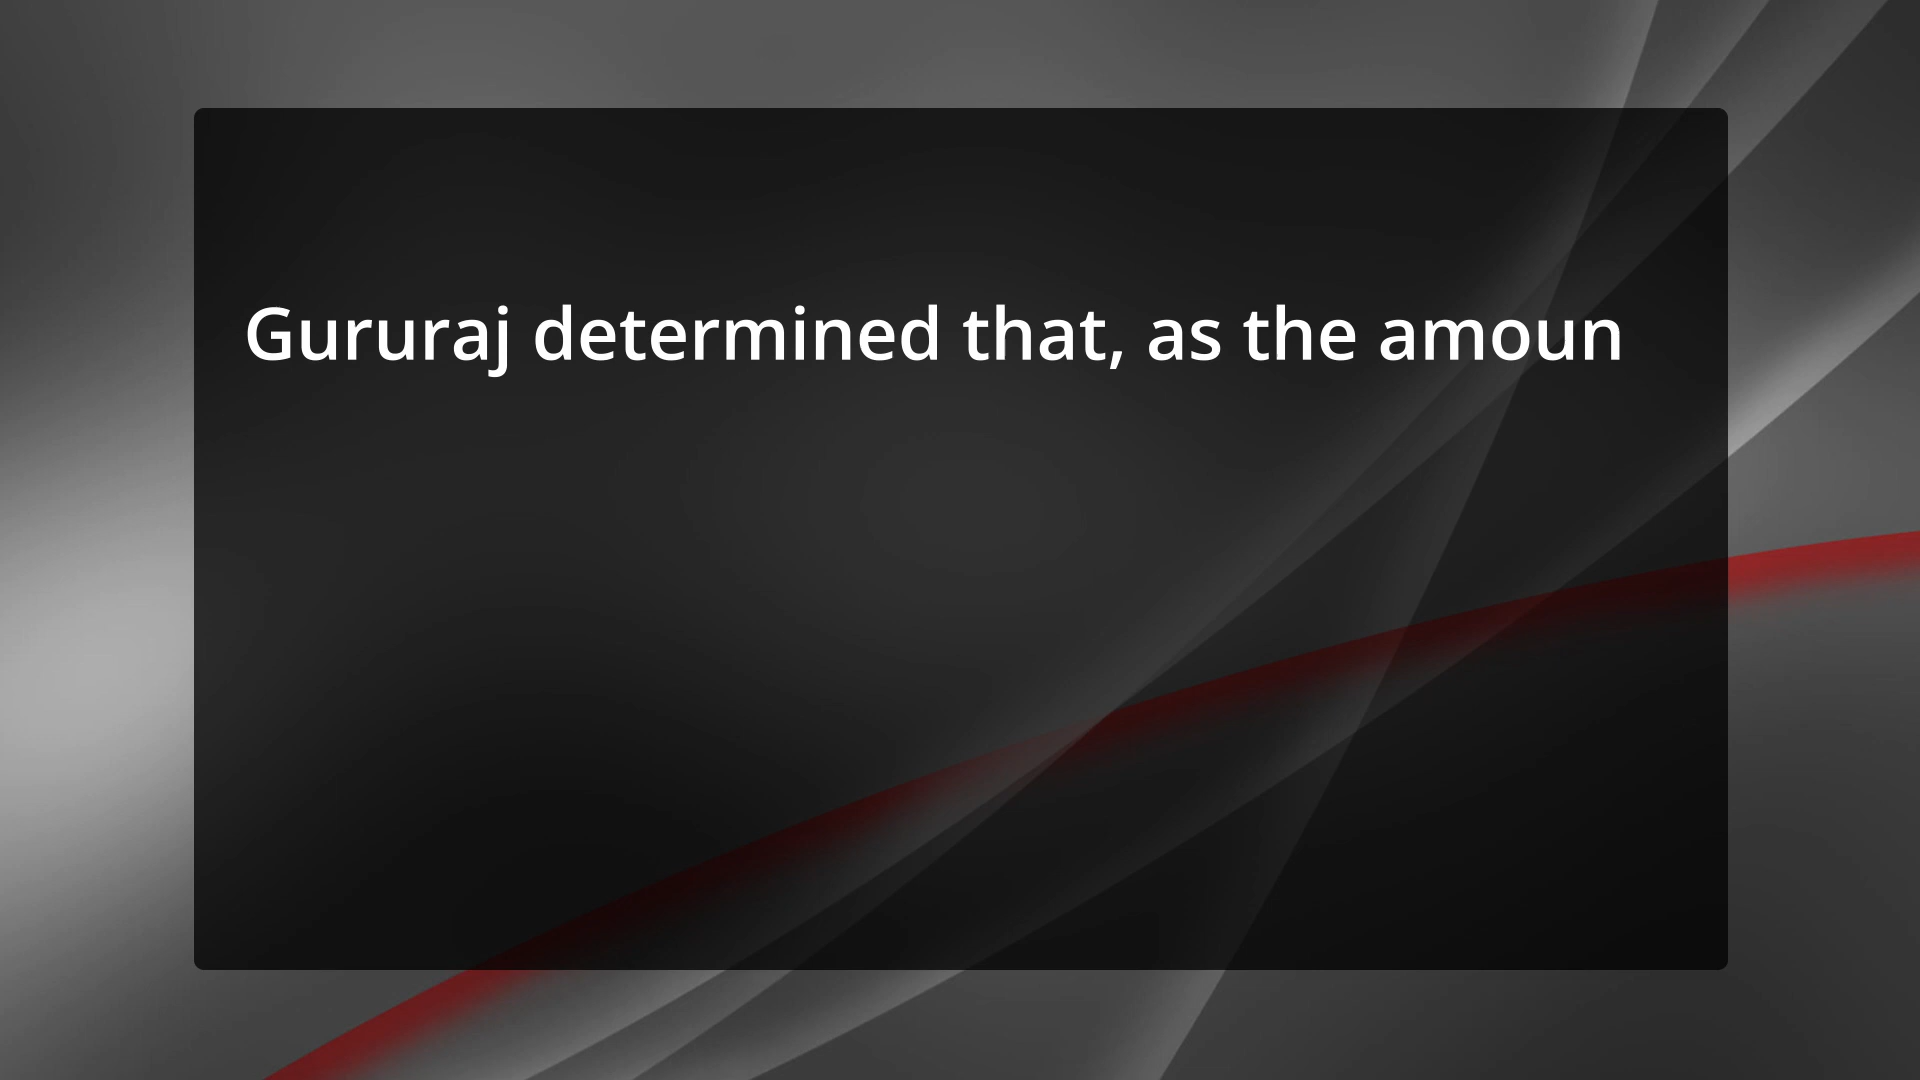 Gururaj determined that, as the amoun